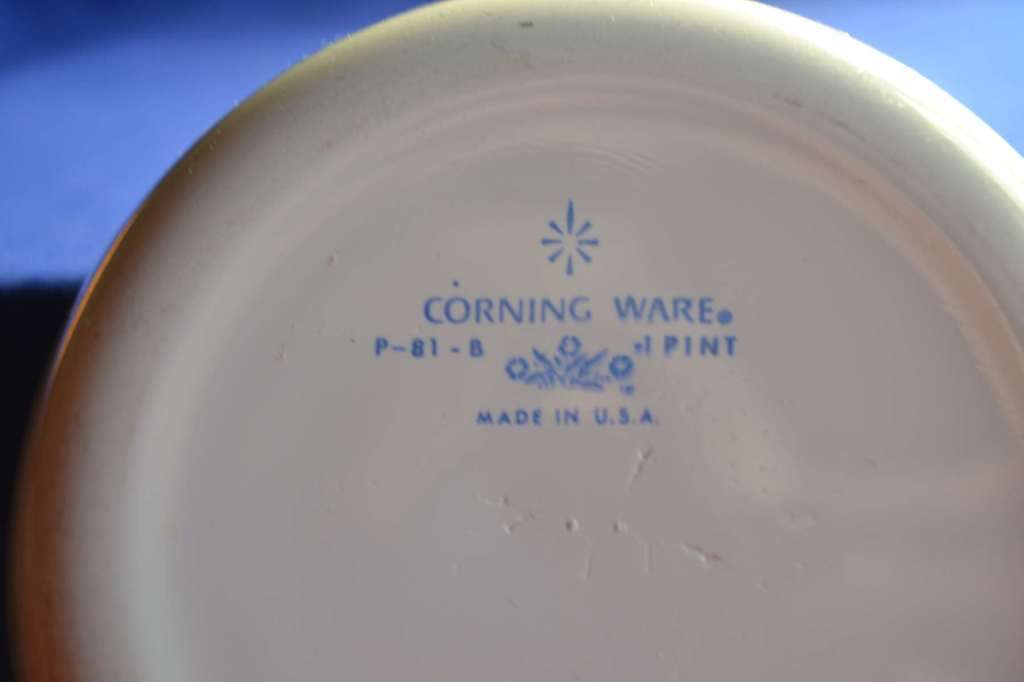 CORNING WARE®
P-81-B 1 PINT
MADE IN U.S.A.